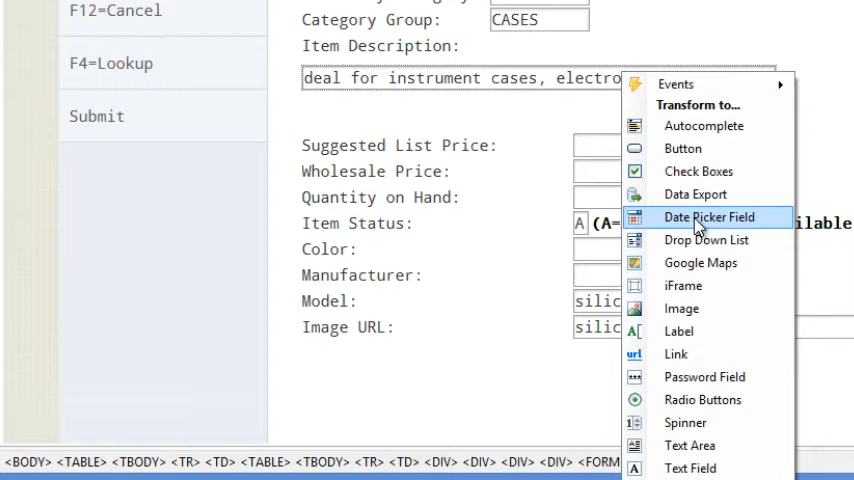 F12=Cancel
F4=Lookup
Submit
Category Group: CASES
Item Description:
deal for instrument cases, electro
Suggested List Price:
Wholesale Price:
Quantity on Hand:
Item Status: A (A= ilable
Color:
Manufacturer:
Model: silic
Image URL: silic
Events
Transform to...
Autocomplete
Button
Check Boxes
Data Export
Date Picker Field
Drop Down List
Google Maps
iFrame
Image
Label
Link
Password Field
Radio Buttons
Spinner
Text Area
Text Field
<BODY> <TABLE> <TBODY> <TR> <TD> <TABLE> <TBODY> <TR> <TD> <DIV> <DIV> <DIV> <DIV> <FORM